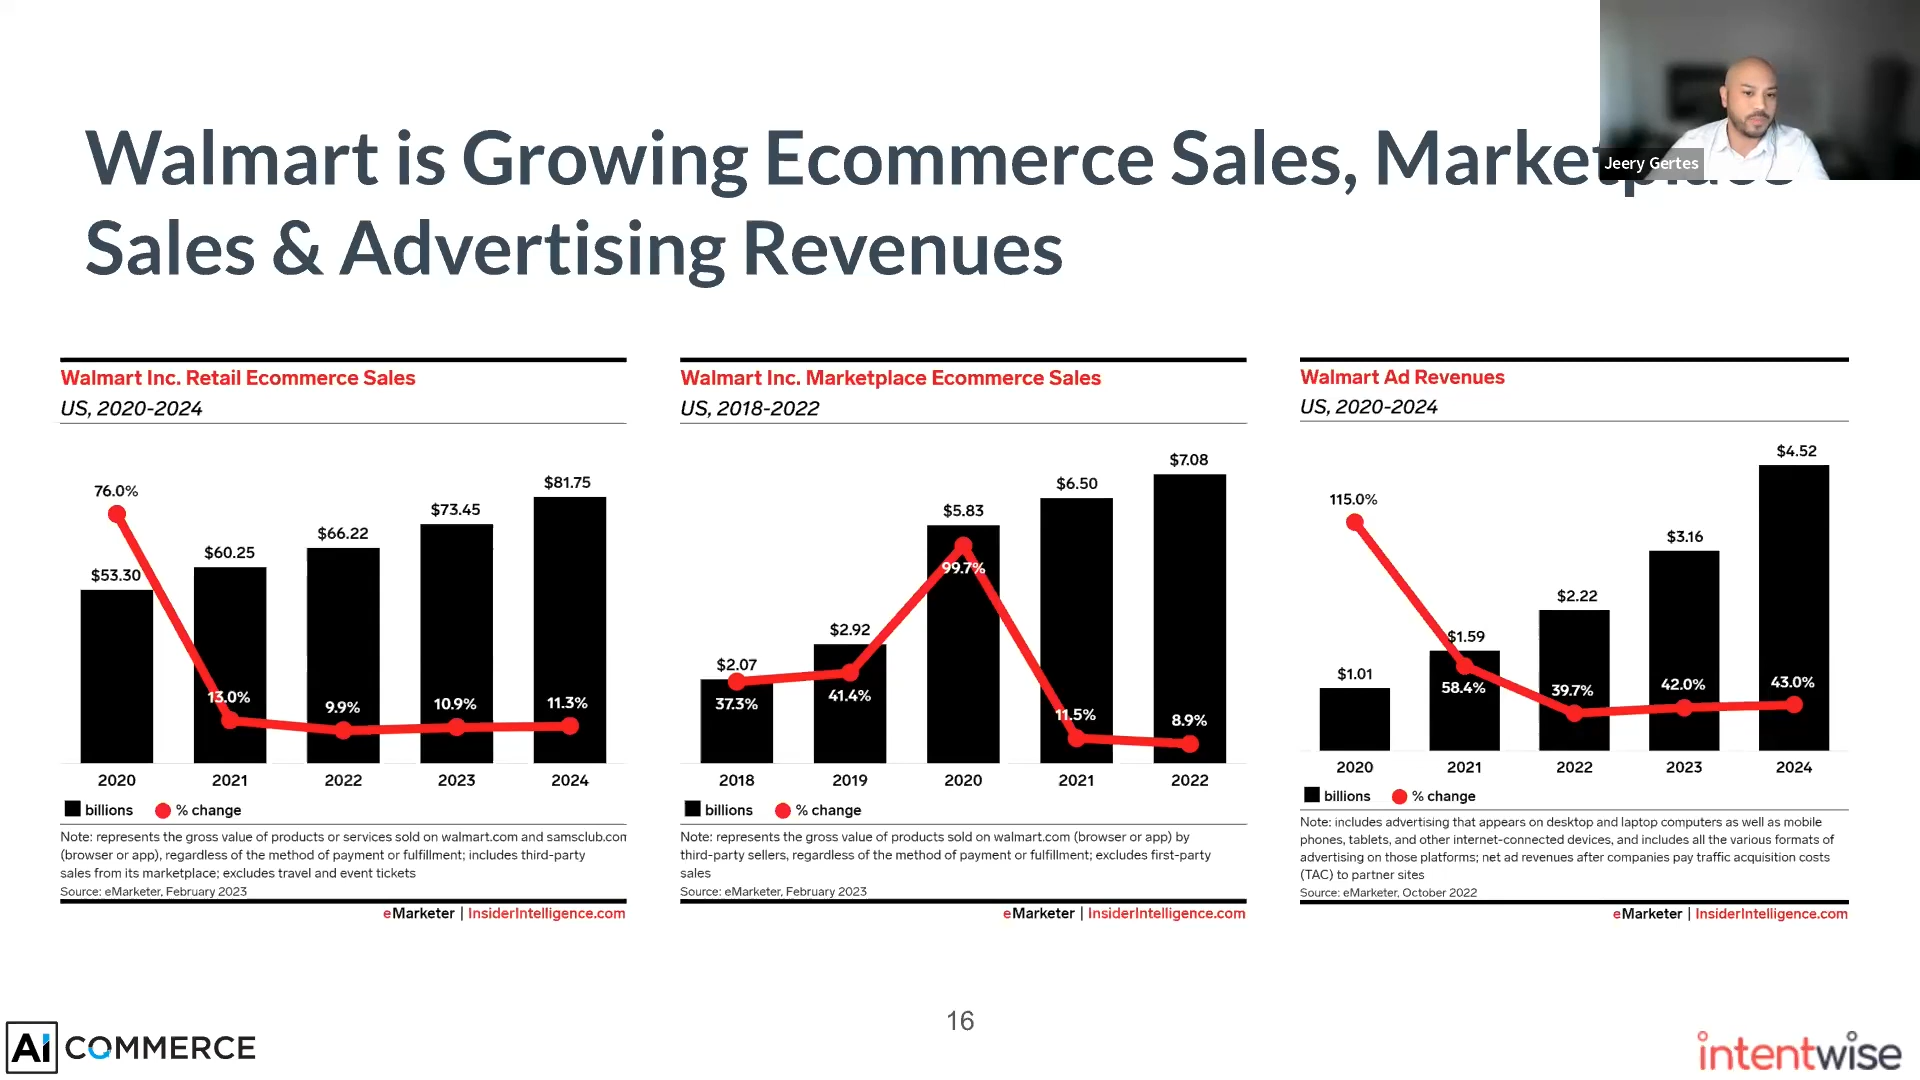 Jeery Gertes
Walmart is Growing Ecommerce Sales, Marketplace
Sales & Advertising Revenues
Walmart Inc. Retail Ecommerce Sales
US, 2020-2024
76.0%
$53.30
$60.25
$66.22
$73.45
$81.75
13.0%
9.9%
10.9%
11.3%
2020
2021
2022
2023
2024
billions
% change
Note: represents the gross value of products or services sold on walmart.com and samsclub.com
(browser or app), regardless of the method of payment or fulfillment; includes third-party
sales from its marketplace; excludes travel and event tickets
Source: eMarketer, February 2023
eMarketer | InsiderIntelligence.com
Walmart Inc. Marketplace Ecommerce Sales
US, 2018-2022
$2.07
$2.92
$5.83
$6.50
$7.08
37.3%
41.4%
99.7%
11.5%
8.9%
2018
2019
2020
2021
2022
billions
% change
Note: represents the gross value of products sold on walmart.com (browser or app) by
third-party sellers, regardless of the method of payment or fulfillment; excludes first-party
sales
Source: eMarketer, February 2023
eMarketer | InsiderIntelligence.com
Walmart Ad Revenues
US, 2020-2024
115.0%
$1.01
$1.59
$2.22
$3.16
$4.52
58.4%
39.7%
42.0%
43.0%
2020
2021
2022
2023
2024
billions
% change
Note: includes advertising that appears on desktop and laptop computers as well as mobile
phones, tablets, and other internet-connected devices, and includes all the various formats of
advertising on those platforms; net ad revenues after companies pay traffic acquisition costs
(TAC) to partner sites
Source: eMarketer, October 2022
eMarketer | InsiderIntelligence.com
16
Ai COMMERCE
intentwise